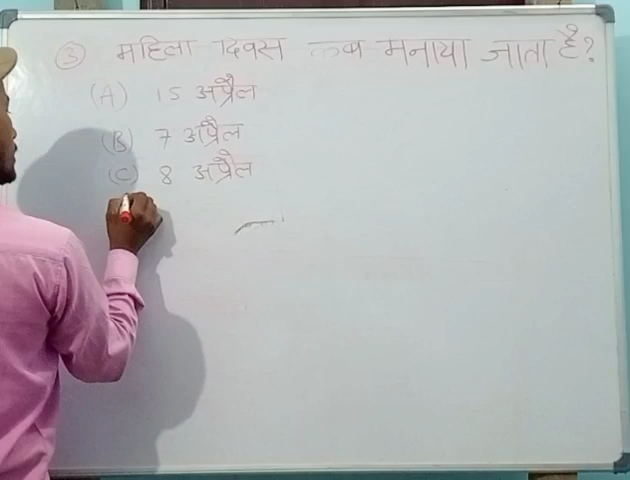 ③ महिला दिवस कब मनाया जाता है?
(A) 15 अप्रैल
(B) 7 अप्रैल
(C) 8 अप्रैल